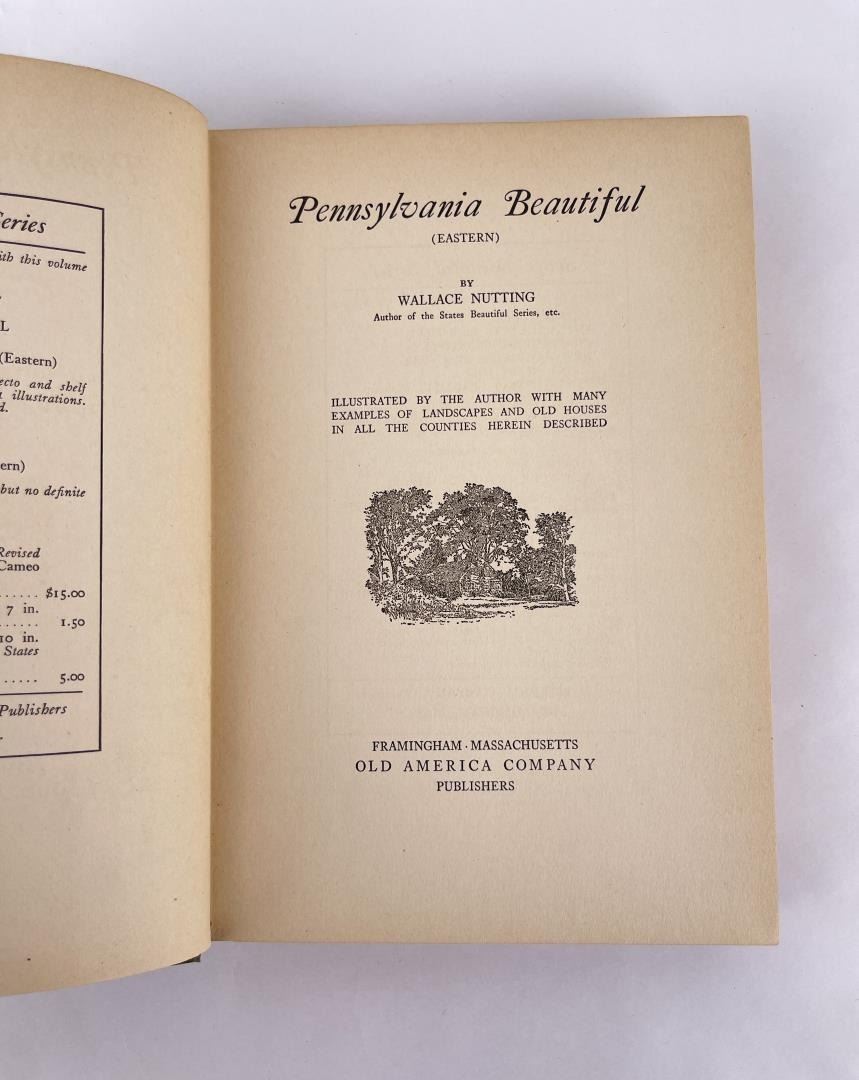 Series
with this volume
L
(Eastern)
recto and shelf
illustrations.
d.
ern)
but no definite
Revised
Cameo
...... $15.00
7 in.
...... 1.50
10 in.
States
..... 5.00
Publishers
Pennsylvania Beautiful
(EASTERN)
BY
WALLACE NUTTING
Author of the States Beautiful Series, etc.
ILLUSTRATED BY THE AUTHOR WITH MANY
EXAMPLES OF LANDSCAPES AND OLD HOUSES
IN ALL THE COUNTIES HEREIN DESCRIBED
FRAMINGHAM · MASSACHUSETTS
OLD AMERICA COMPANY
PUBLISHERS